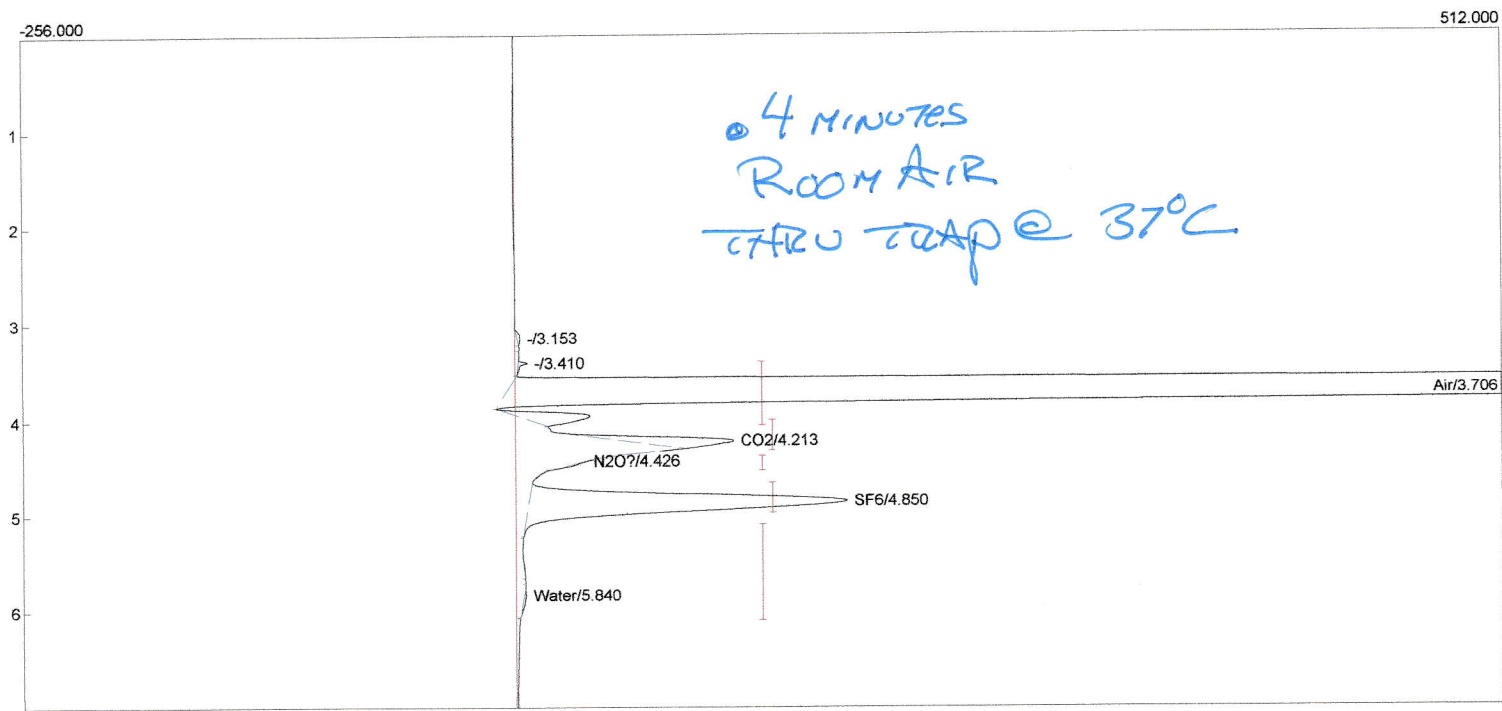 -256.000 512.000
• 4 MINUTES
ROOM AIR
THRU TRAP @ 37°C
1
2
3
-/3.153
-/3.410
Air/3.706
4
CO2/4.213
N2O?/4.426
SF6/4.850
5
Water/5.840
6